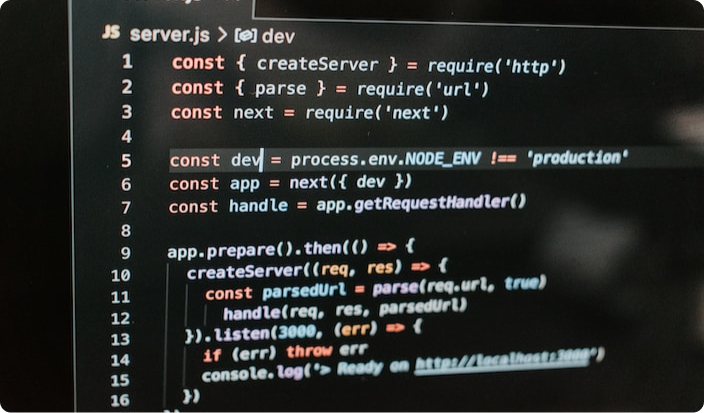 JS server.js > dev
1 const { createServer } = require('http')
2 const { parse } = require('url')
3 const next = require('next')
4
5 const dev = process.env.NODE_ENV !== 'production'
6 const app = next({ dev })
7 const handle = app.getRequestHandler()
8
9 app.prepare().then(() => {
10 createServer((req, res) => {
11 const parsedUrl = parse(req.url, true)
12 handle(req, res, parsedUrl)
13 }).listen(3000, (err) => {
14 if (err) throw err
15 console.log('> Ready on http://localhost:3000')
16 })